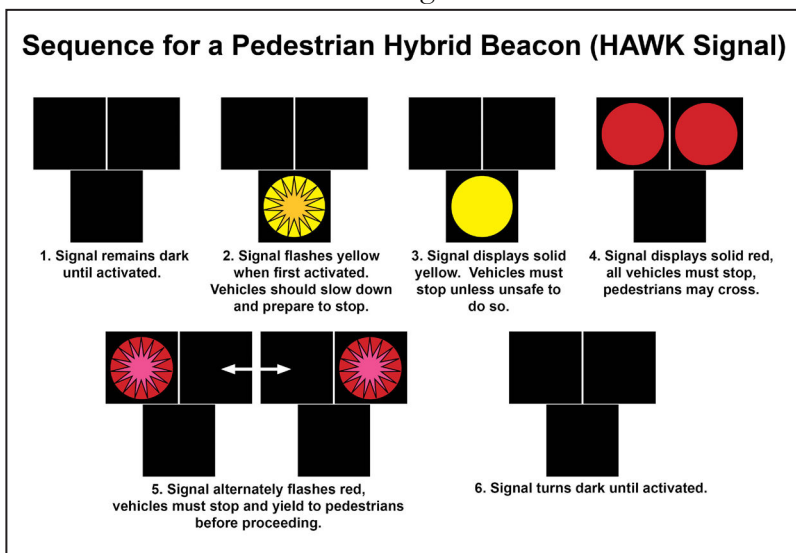 Sequence for a Pedestrian Hybrid Beacon (HAWK Signal)
1. Signal remains dark
until activated.
2. Signal flashes yellow
when first activated.
Vehicles should slow down
and prepare to stop.
3. Signal displays solid
yellow.  Vehicles must
stop unless unsafe to
do so.
4. Signal displays solid red,
all vehicles must stop,
pedestrians may cross.
5. Signal alternately flashes red,
vehicles must stop and yield to pedestrians
before proceeding.
6. Signal turns dark until activated.